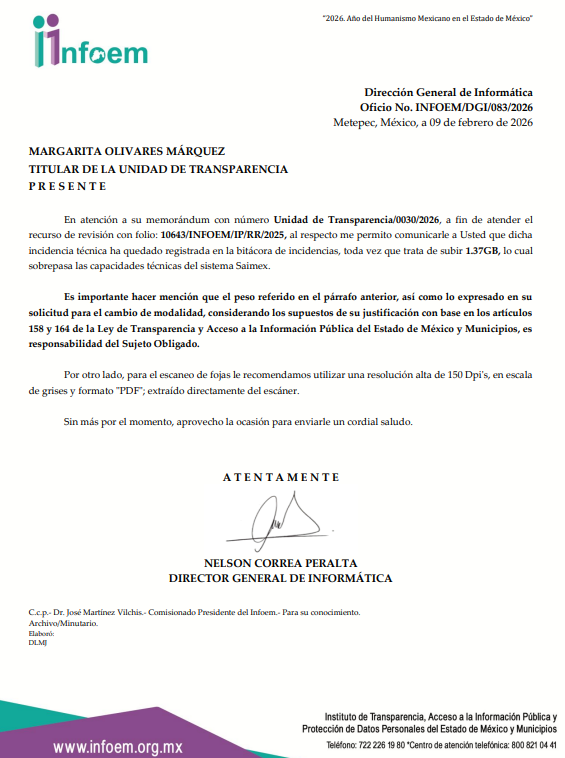 "2026. Año del Humanismo Mexicano en el Estado de México"
infoem
Dirección General de Informática
Oficio No. INFOEM/DGI/083/2026
Metepec, México, a 09 de febrero de 2026
MARGARITA OLIVARES MÁRQUEZ
TITULAR DE LA UNIDAD DE TRANSPARENCIA
P R E S E N T E
En atención a su memorándum con número Unidad de Transparencia/0030/2026, a fin de atender el
recurso de revisión con folio: 10643/INFOEM/IP/RR/2025, al respecto me permito comunicarle a Usted que dicha
incidencia técnica ha quedado registrada en la bitácora de incidencias, toda vez que trata de subir 1.37GB, lo cual
sobrepasa las capacidades técnicas del sistema Saimex.
Es importante hacer mención que el peso referido en el párrafo anterior, así como lo expresado en su
solicitud para el cambio de modalidad, considerando los supuestos de su justificación con base en los artículos
158 y 164 de la Ley de Transparencia y Acceso a la Información Pública del Estado de México y Municipios, es
responsabilidad del Sujeto Obligado.
Por otro lado, para el escaneo de fojas le recomendamos utilizar una resolución alta de 150 Dpi's, en escala
de grises y formato "PDF"; extraído directamente del escáner.
Sin más por el momento, aprovecho la ocasión para enviarle un cordial saludo.
A T E N T A M E N T E
NELSON CORREA PERALTA
DIRECTOR GENERAL DE INFORMÁTICA
C.c.p.- Dr. José Martínez Vilchis.- Comisionado Presidente del Infoem.- Para su conocimiento.
Archivo/Minutario.
Elaboró:
DLMJ
Instituto de Transparencia, Acceso a la Información Pública y
Protección de Datos Personales del Estado de México y Municipios
Teléfono: 722 226 19 80 *Centro de atención telefónica: 800 821 04 41
www.infoem.org.mx